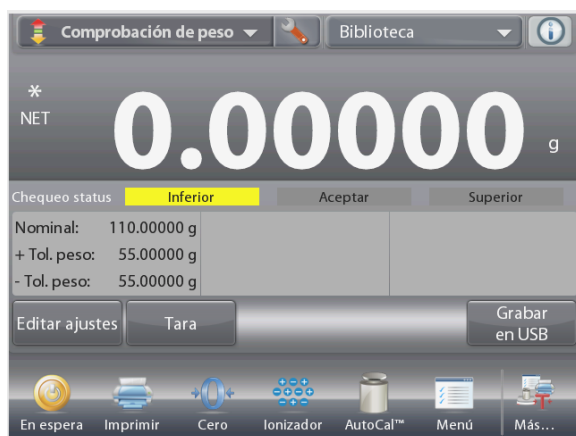 Comprobación de peso Biblioteca
*
NET
0.00000 g
Chequeo status Inferior Aceptar Superior
Nominal: 110.00000 g
+ Tol. peso: 55.00000 g
- Tol. peso: 55.00000 g
Editar ajustes Tara Grabar
en USB
En espera Imprimir Cero Ionizador AutoCal™ Menú Más...